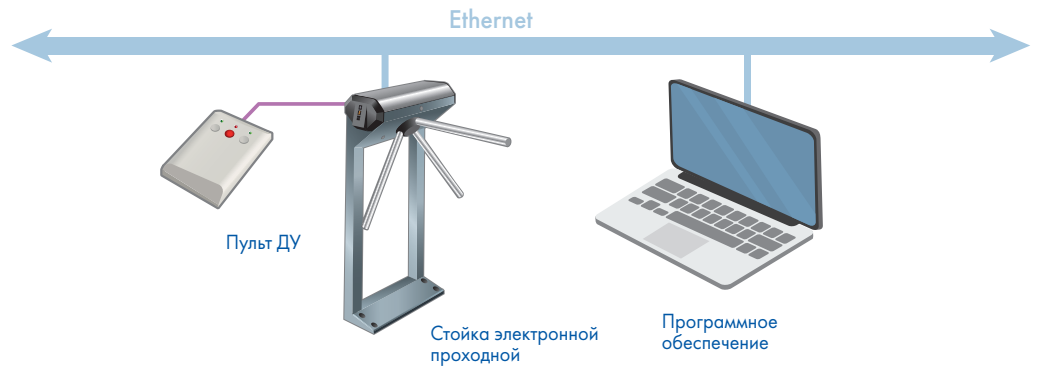 Ethernet
Пульт ДУ
Стойка электронной
проходной
Программное
обеспечение